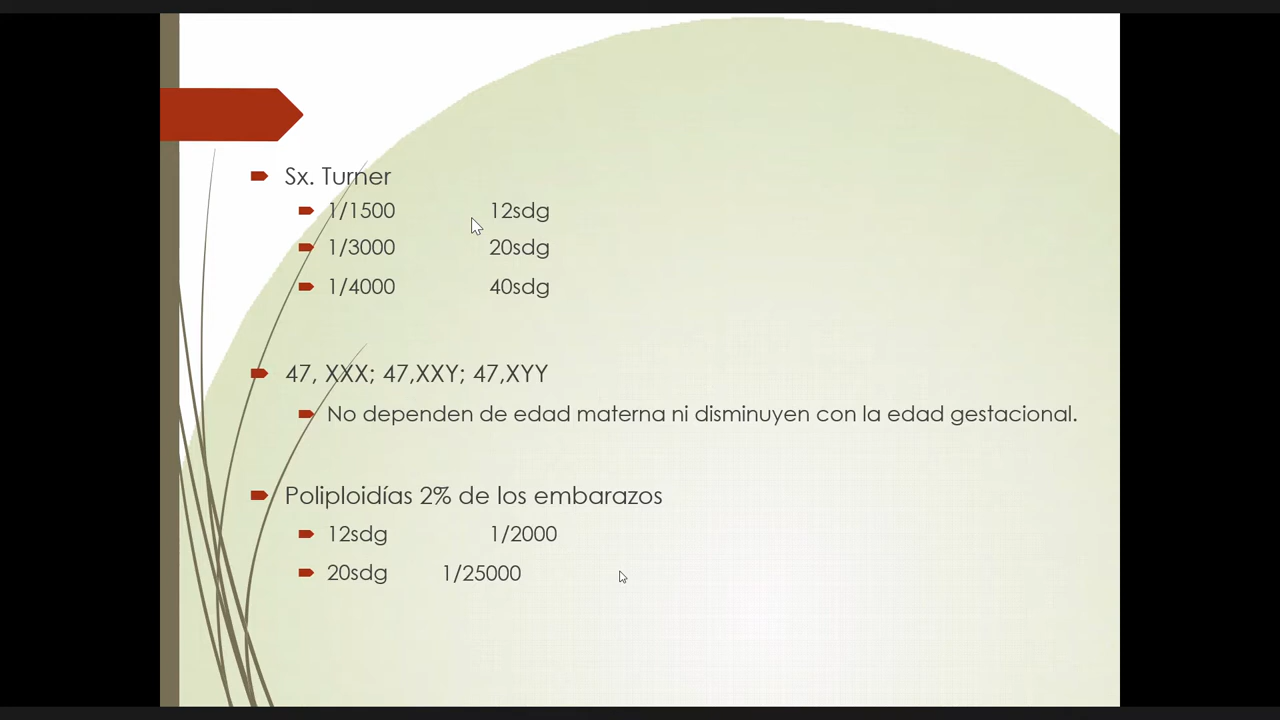 Sx. Turner
1/1500 12sdg
1/3000 20sdg
1/4000 40sdg
47, XXX; 47,XXY; 47,XYY
No dependen de edad materna ni disminuyen con la edad gestacional.
Poliploidías 2% de los embarazos
12sdg 1/2000
20sdg 1/25000